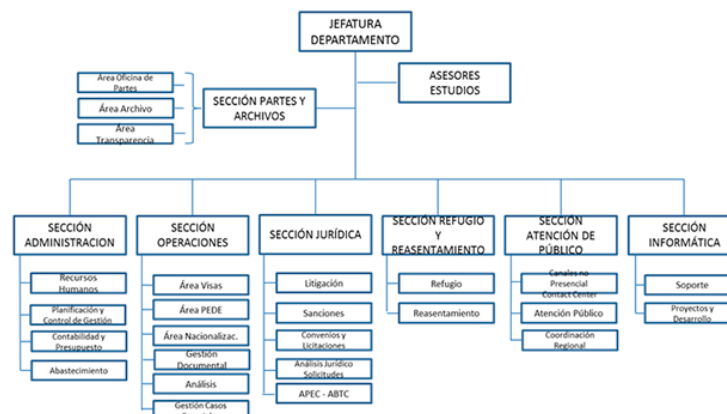 JEFATURA
DEPARTAMENTO
ASESORES
ESTUDIOS
SECCIÓN PARTES Y
ARCHIVOS
Área Oficina de
Partes
Área Archivo
Área
Transparencia
SECCIÓN
ADMINISTRACION
Recursos
Humanos
Planificación y
Control de Gestión
Contabilidad y
Presupuesto
Abastecimiento
SECCIÓN
OPERACIONES
Área Visas
Área PEDE
Área Nacionalizac.
Gestión
Documental
Análisis
Gestión Casos
SECCIÓN JURÍDICA
Litigación
Sanciones
Convenios y
Licitaciones
Análisis Jurídico
Solicitudes
APEC - ABTC
SECCIÓN REFUGIO
Y
REASENTAMIENTO
Refugio
Reasentamiento
SECCIÓN
ATENCIÓN DE
PÚBLICO
Canales no
Presencial
Contact Center
Atención Público
Coordinación
Regional
SECCIÓN
INFORMÁTICA
Soporte
Proyectos y
Desarrollo